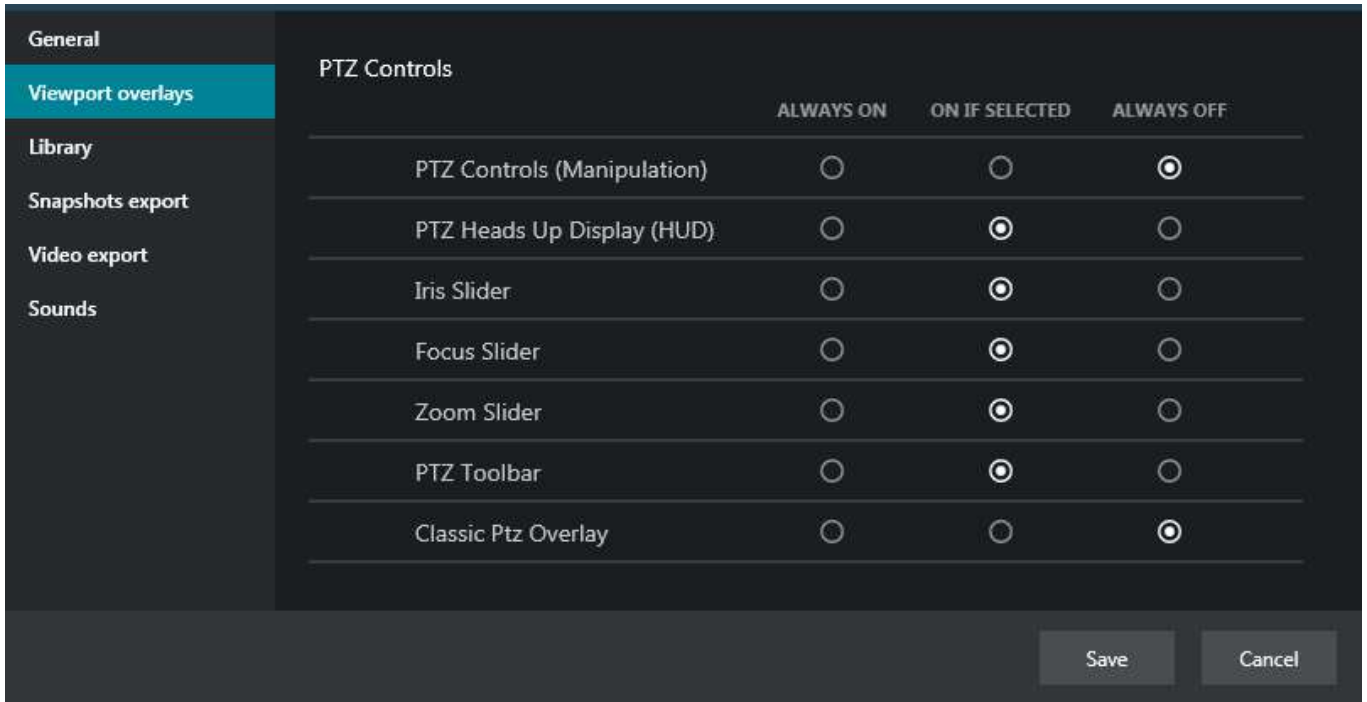 General
Viewport overlays
Library
Snapshots export
Video export
Sounds
PTZ Controls
ALWAYS ON ON IF SELECTED ALWAYS OFF
PTZ Controls (Manipulation)
PTZ Heads Up Display (HUD)
Iris Slider
Focus Slider
Zoom Slider
PTZ Toolbar
Classic Ptz Overlay
Save Cancel